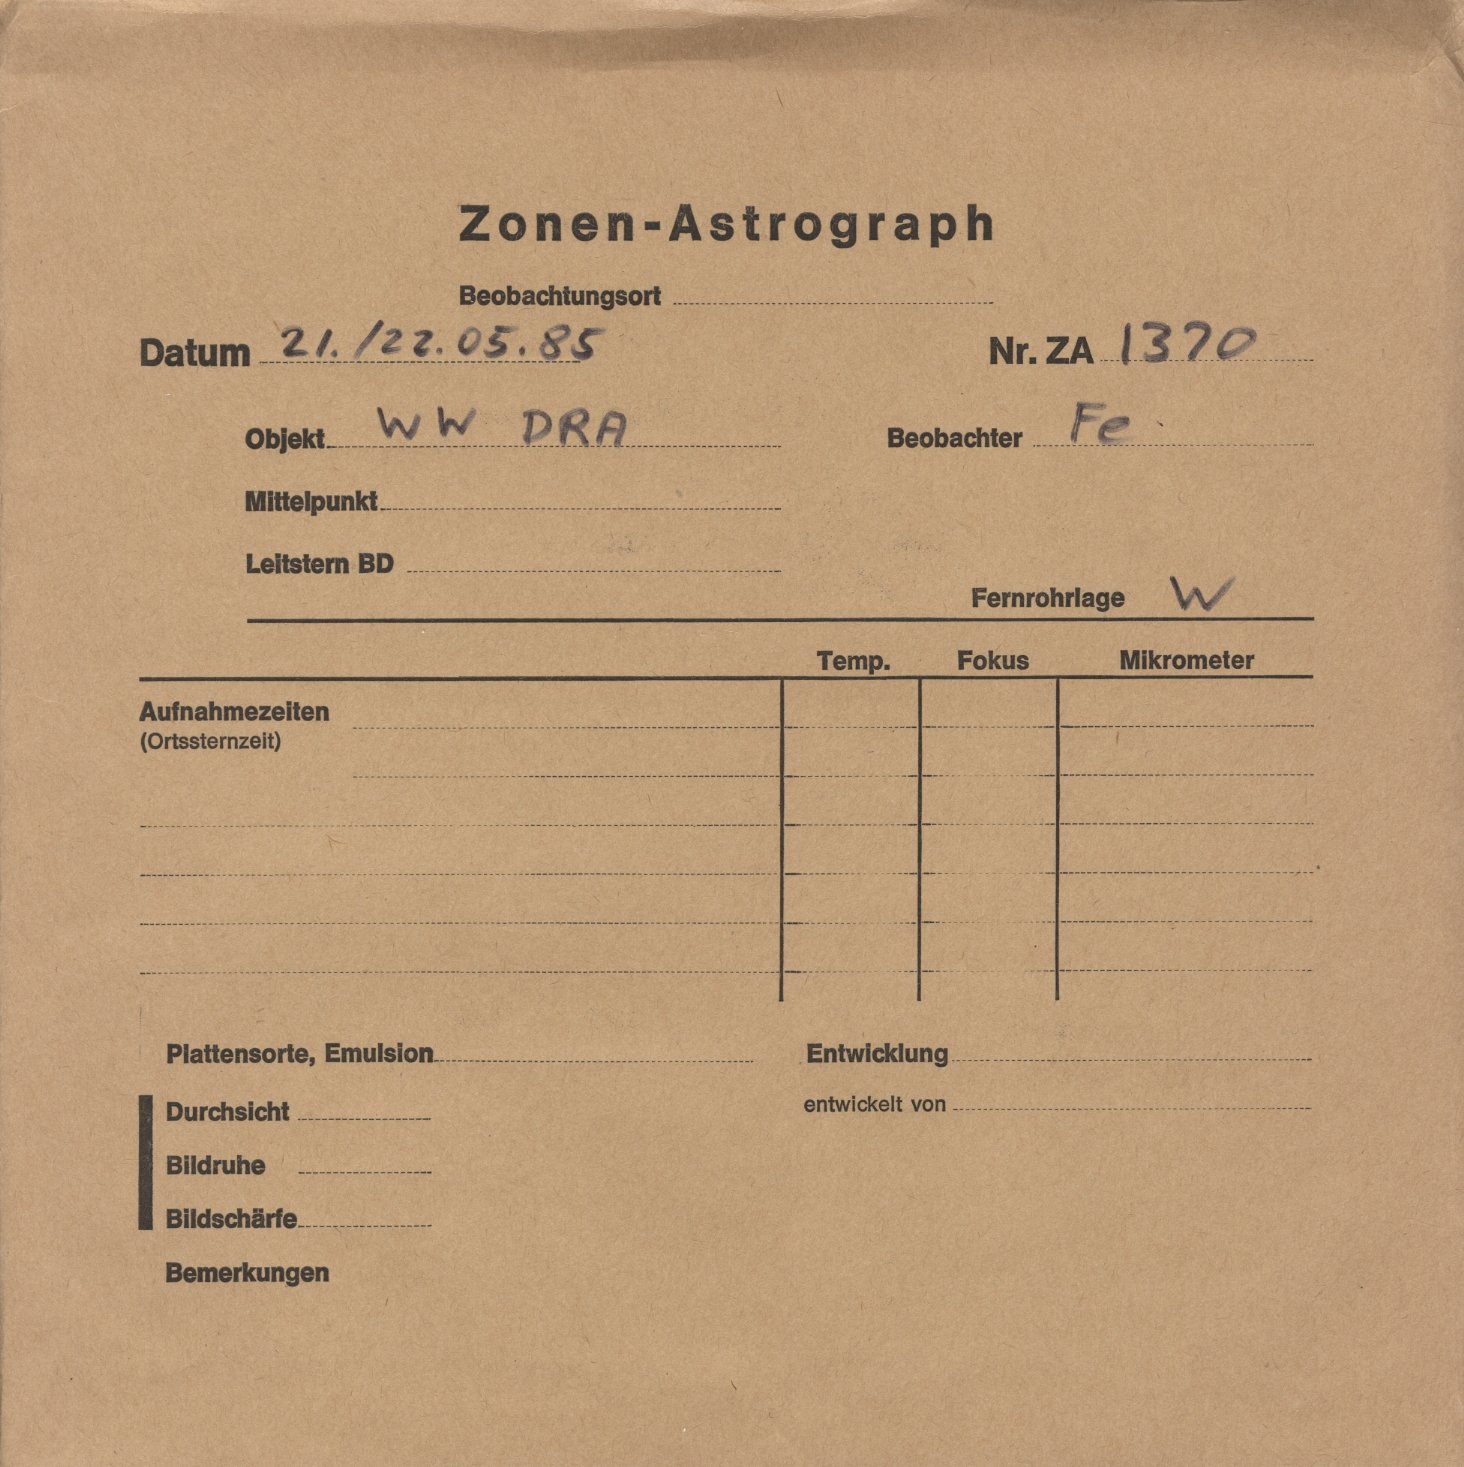 Zonen-Astrograph
Beobachtungsort
Datum 21./22.05.85 Nr. ZA 1370
Objekt WW DRA Beobachter Fe
Mittelpunkt
Leitstern BD
Fernrohrlage W
Temp. Fokus Mikrometer
Aufnahmezeiten
(Ortssternzeit)
Plattensorte, Emulsion Entwicklung
Durchsicht entwickelt von
Bildruhe
Bildschärfe
Bemerkungen